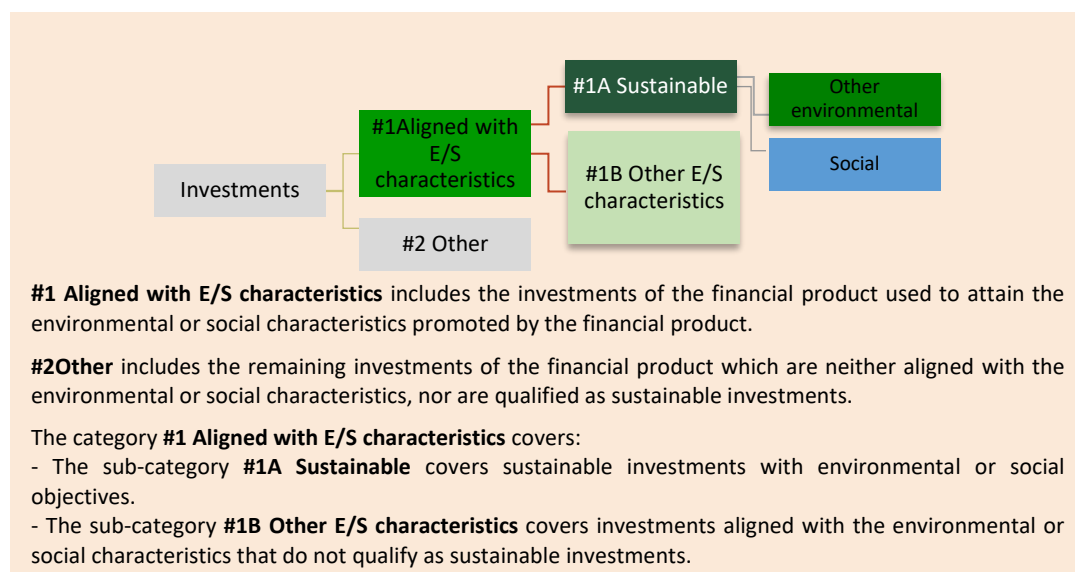 #1A Sustainable
Other
environmental
#1Aligned with
E/S
characteristics
Social
Investments
#1B Other E/S
characteristics
#2 Other
#1 Aligned with E/S characteristics includes the investments of the financial product used to attain the
environmental or social characteristics promoted by the financial product.
#2Other includes the remaining investments of the financial product which are neither aligned with the
environmental or social characteristics, nor are qualified as sustainable investments.
The category #1 Aligned with E/S characteristics covers:
- The sub-category #1A Sustainable covers sustainable investments with environmental or social
objectives.
- The sub-category #1B Other E/S characteristics covers investments aligned with the environmental or
social characteristics that do not qualify as sustainable investments.